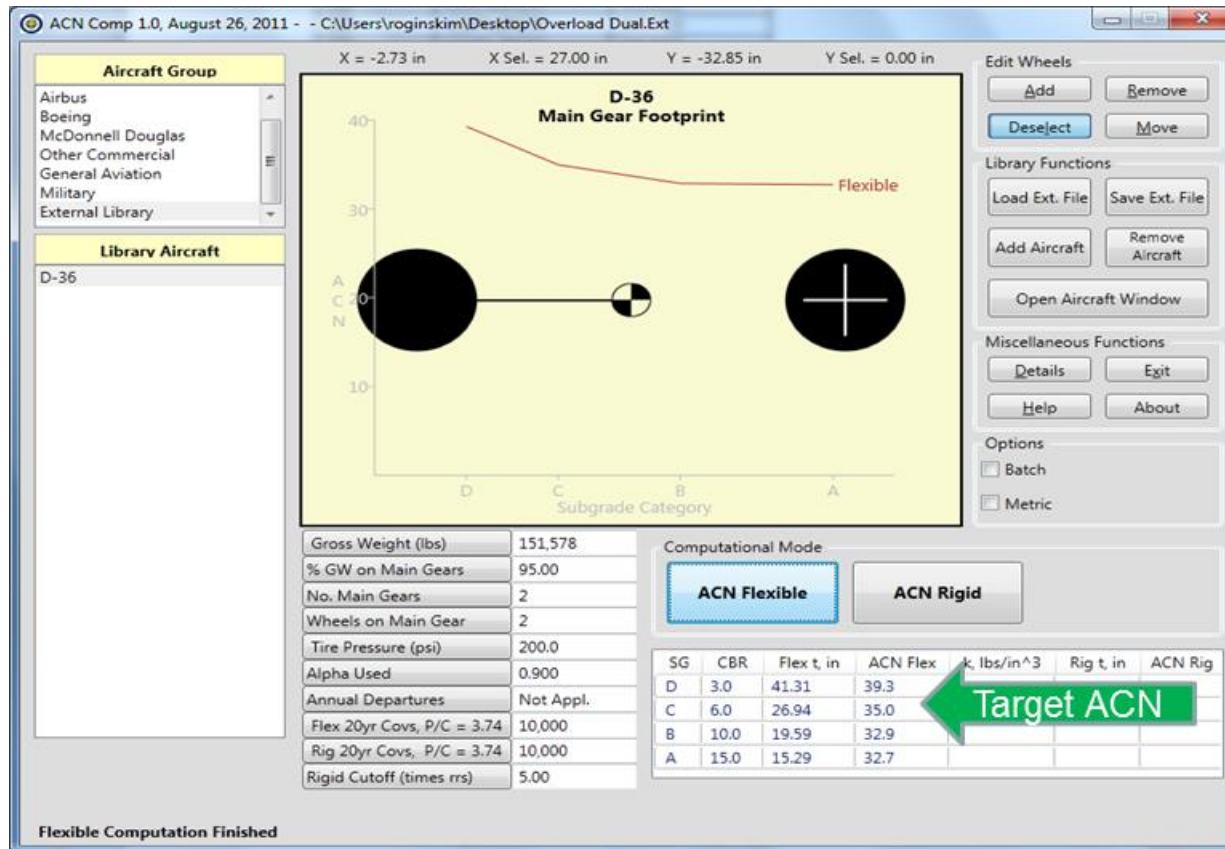 ACN Comp 1.0, August 26, 2011 - - C:\Users\roginskim\Desktop\Overload Dual.Ext
Aircraft Group
Airbus
Boeing
McDonnell Douglas
Other Commercial
General Aviation
Military
External Library
Library Aircraft
D-36
X = -2.73 in X Sel. = 27.00 in Y = -32.85 in Y Sel. = 0.00 in
D-36
Main Gear Footprint
40
30
20
10
A
C
N
Flexible
D C B A
Subgrade Category
Edit Wheels
Add Remove
Deselect Move
Library Functions
Load Ext. File Save Ext. File
Add Aircraft Remove
Aircraft
Open Aircraft Window
Miscellaneous Functions
Details Exit
Help About
Options
Batch
Metric
Gross Weight (lbs) 151,578
% GW on Main Gears 95.00
No. Main Gears 2
Wheels on Main Gear 2
Tire Pressure (psi) 200.0
Alpha Used 0.900
Annual Departures Not Appl.
Flex 20yr Covs, P/C = 3.74 10,000
Rig 20yr Covs, P/C = 3.74 10,000
Rigid Cutoff (times rrs) 5.00
Computational Mode
ACN Flexible ACN Rigid
SG CBR Flex t, in ACN Flex k, lbs/in^3 Rig t, in ACN Rig
D 3.0 41.31 39.3
C 6.0 26.94 35.0
B 10.0 19.59 32.9
A 15.0 15.29 32.7
Target ACN
Flexible Computation Finished